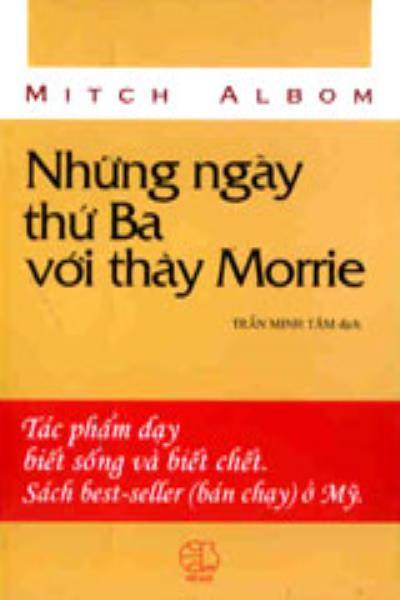 MITCH ALBOM
Những ngày
thứ Ba
với thày Morrie
TRẦN MINH TÂM dịch
Tác phẩm dạy
biết sống và biết chết.
Sách best-seller (bán chạy) ở Mỹ.